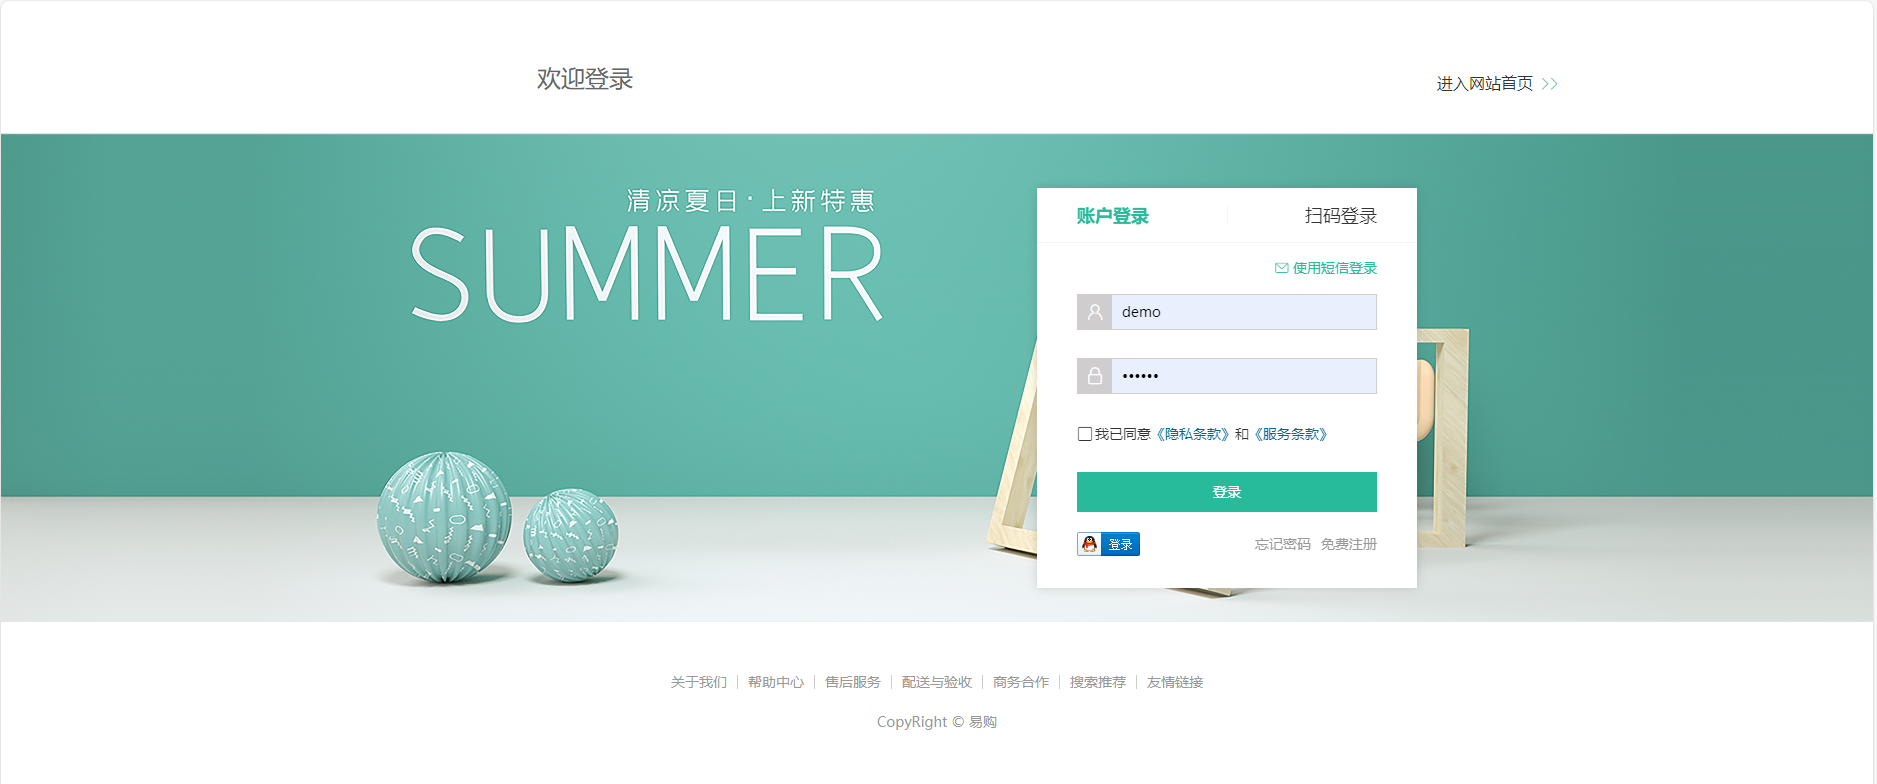 欢迎登录
进入网站首页 >>
清凉夏日·上新特惠
SUMMER
账户登录
扫码登录
使用短信登录
demo
••••••
我已同意《隐私条款》和《服务条款》
登录
登录
忘记密码 免费注册
关于我们 | 帮助中心 | 售后服务 | 配送与验收 | 商务合作 | 搜索推荐 | 友情链接
CopyRight © 易购